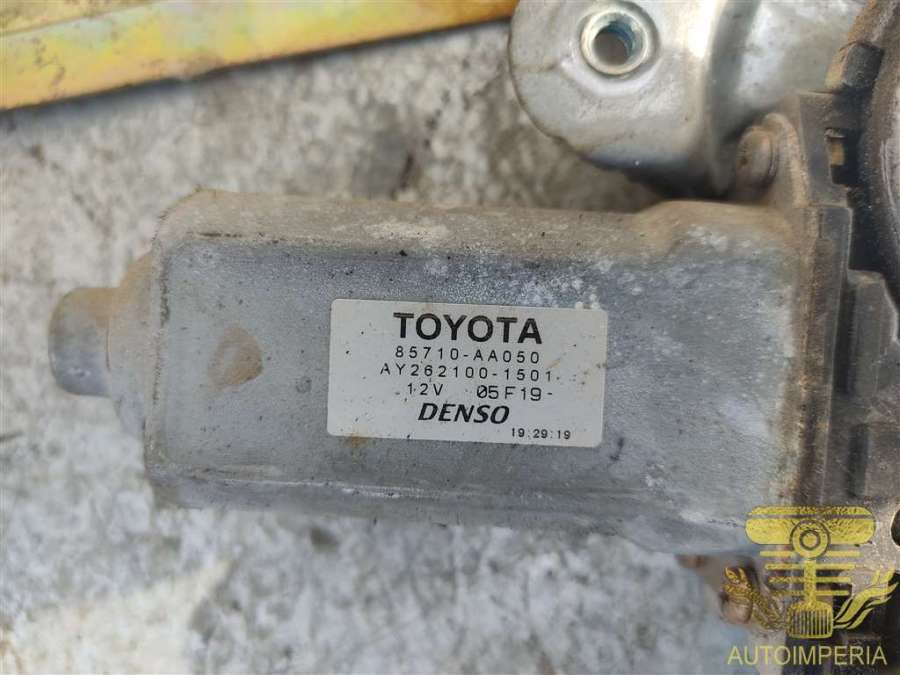 TOYOTA
85710-AA050
AY262100-1501
12V 05F19-
DENSO
19:29:19
AUTOIMPERIA